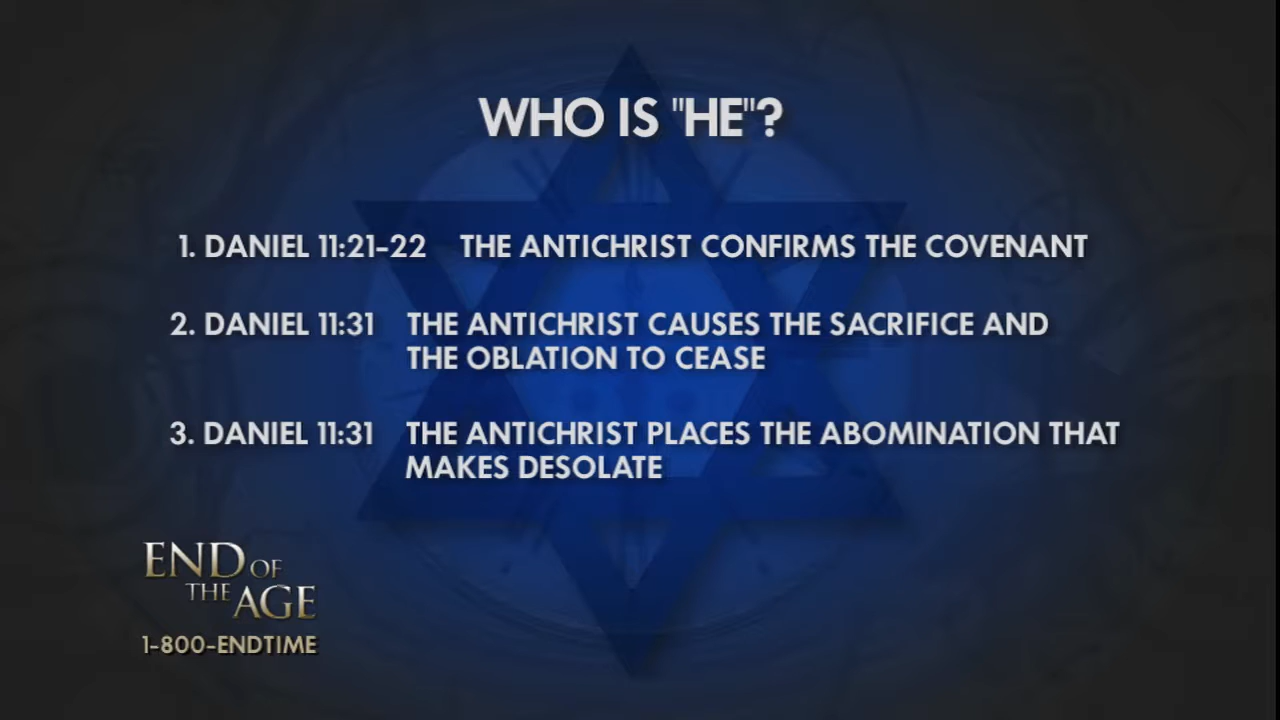 WHO IS "HE"?
1. DANIEL 11:21-22 THE ANTICHRIST CONFIRMS THE COVENANT
2. DANIEL 11:31 THE ANTICHRIST CAUSES THE SACRIFICE AND
THE OBLATION TO CEASE
3. DANIEL 11:31 THE ANTICHRIST PLACES THE ABOMINATION THAT
MAKES DESOLATE
END OF
THE AGE
1-800-ENDTIME